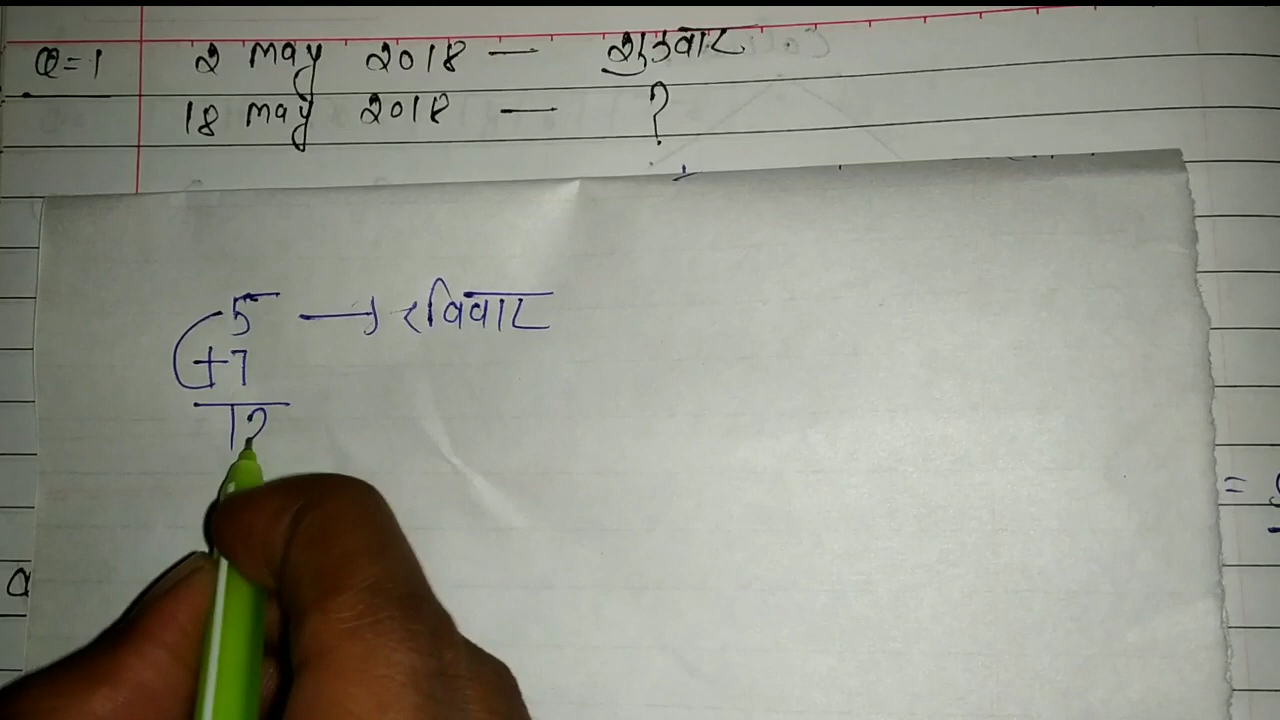 Q=1 2 May 2018 — शुक्रवार
18 May 2018 — ?
5 → रविवार
+7
12
=
Q